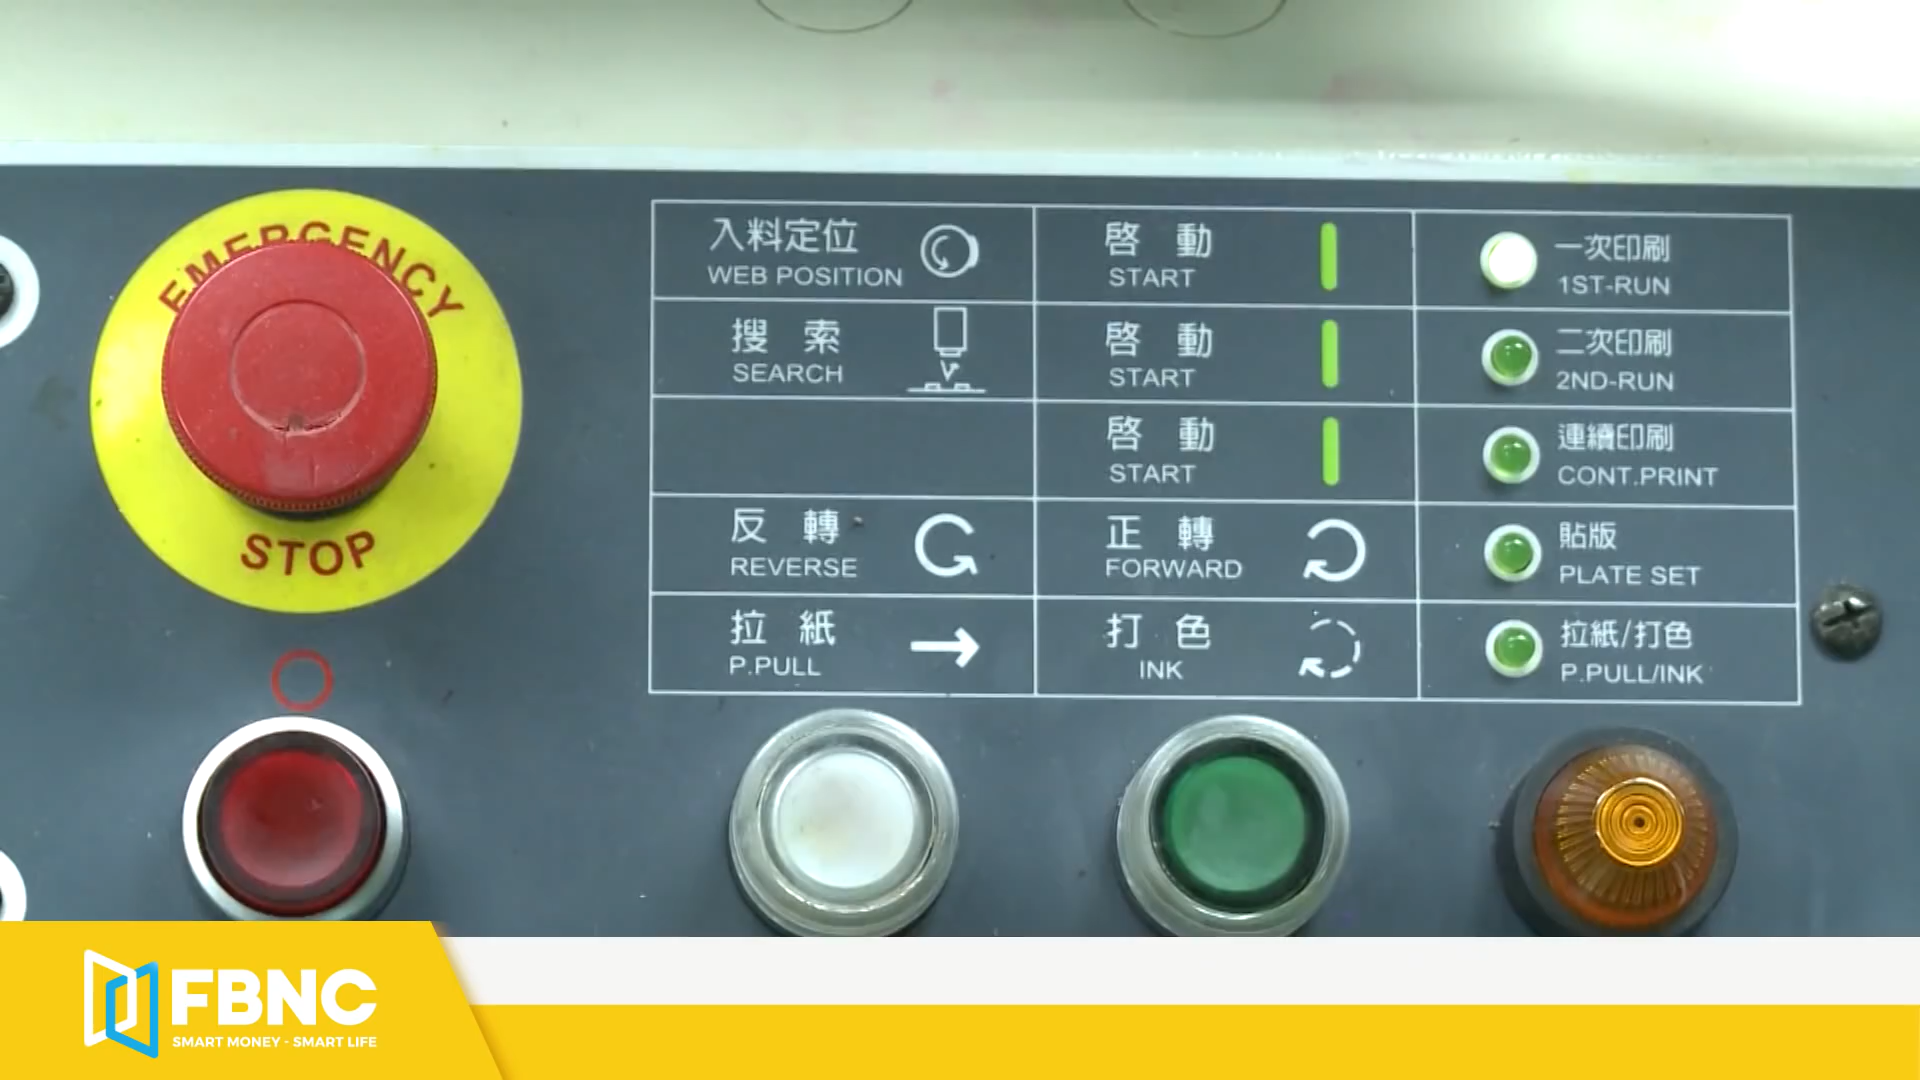 EMERGENCY
STOP
入料定位
WEB POSITION
啓 動
START
一次印刷
1ST-RUN
搜 索
SEARCH
啓 動
START
二次印刷
2ND-RUN
啓 動
START
連續印刷
CONT.PRINT
反 轉
REVERSE
正 轉
FORWARD
貼版
PLATE SET
拉 紙
P.PULL
打 色
INK
拉紙/打色
P.PULL/INK
FBNC
SMART MONEY - SMART LIFE